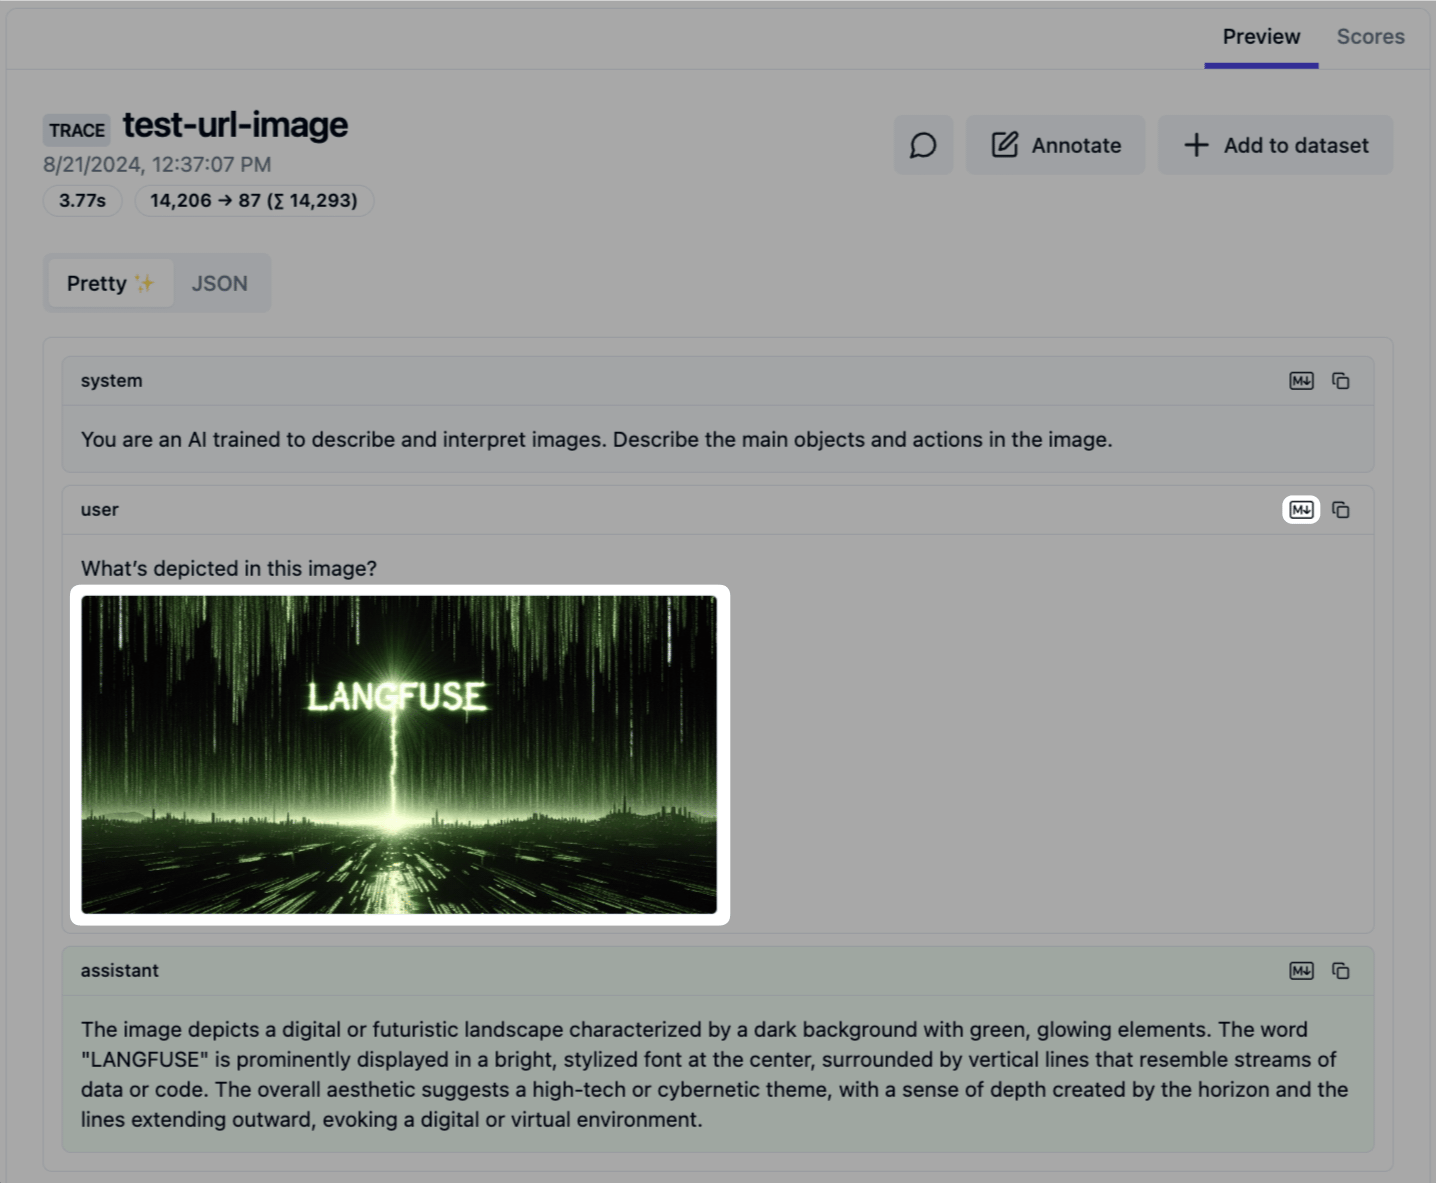 Preview Scores
TRACE test-url-image
8/21/2024, 12:37:07 PM
3.77s 14,206 → 87 (∑ 14,293)
Annotate
Add to dataset
Pretty ✨ JSON
system
M↓
You are an AI trained to describe and interpret images. Describe the main objects and actions in the image.
user
M↓
What’s depicted in this image?
LANGFUSE
assistant
M↓
The image depicts a digital or futuristic landscape characterized by a dark background with green, glowing elements. The word
"LANGFUSE" is prominently displayed in a bright, stylized font at the center, surrounded by vertical lines that resemble streams of
data or code. The overall aesthetic suggests a high-tech or cybernetic theme, with a sense of depth created by the horizon and the
lines extending outward, evoking a digital or virtual environment.